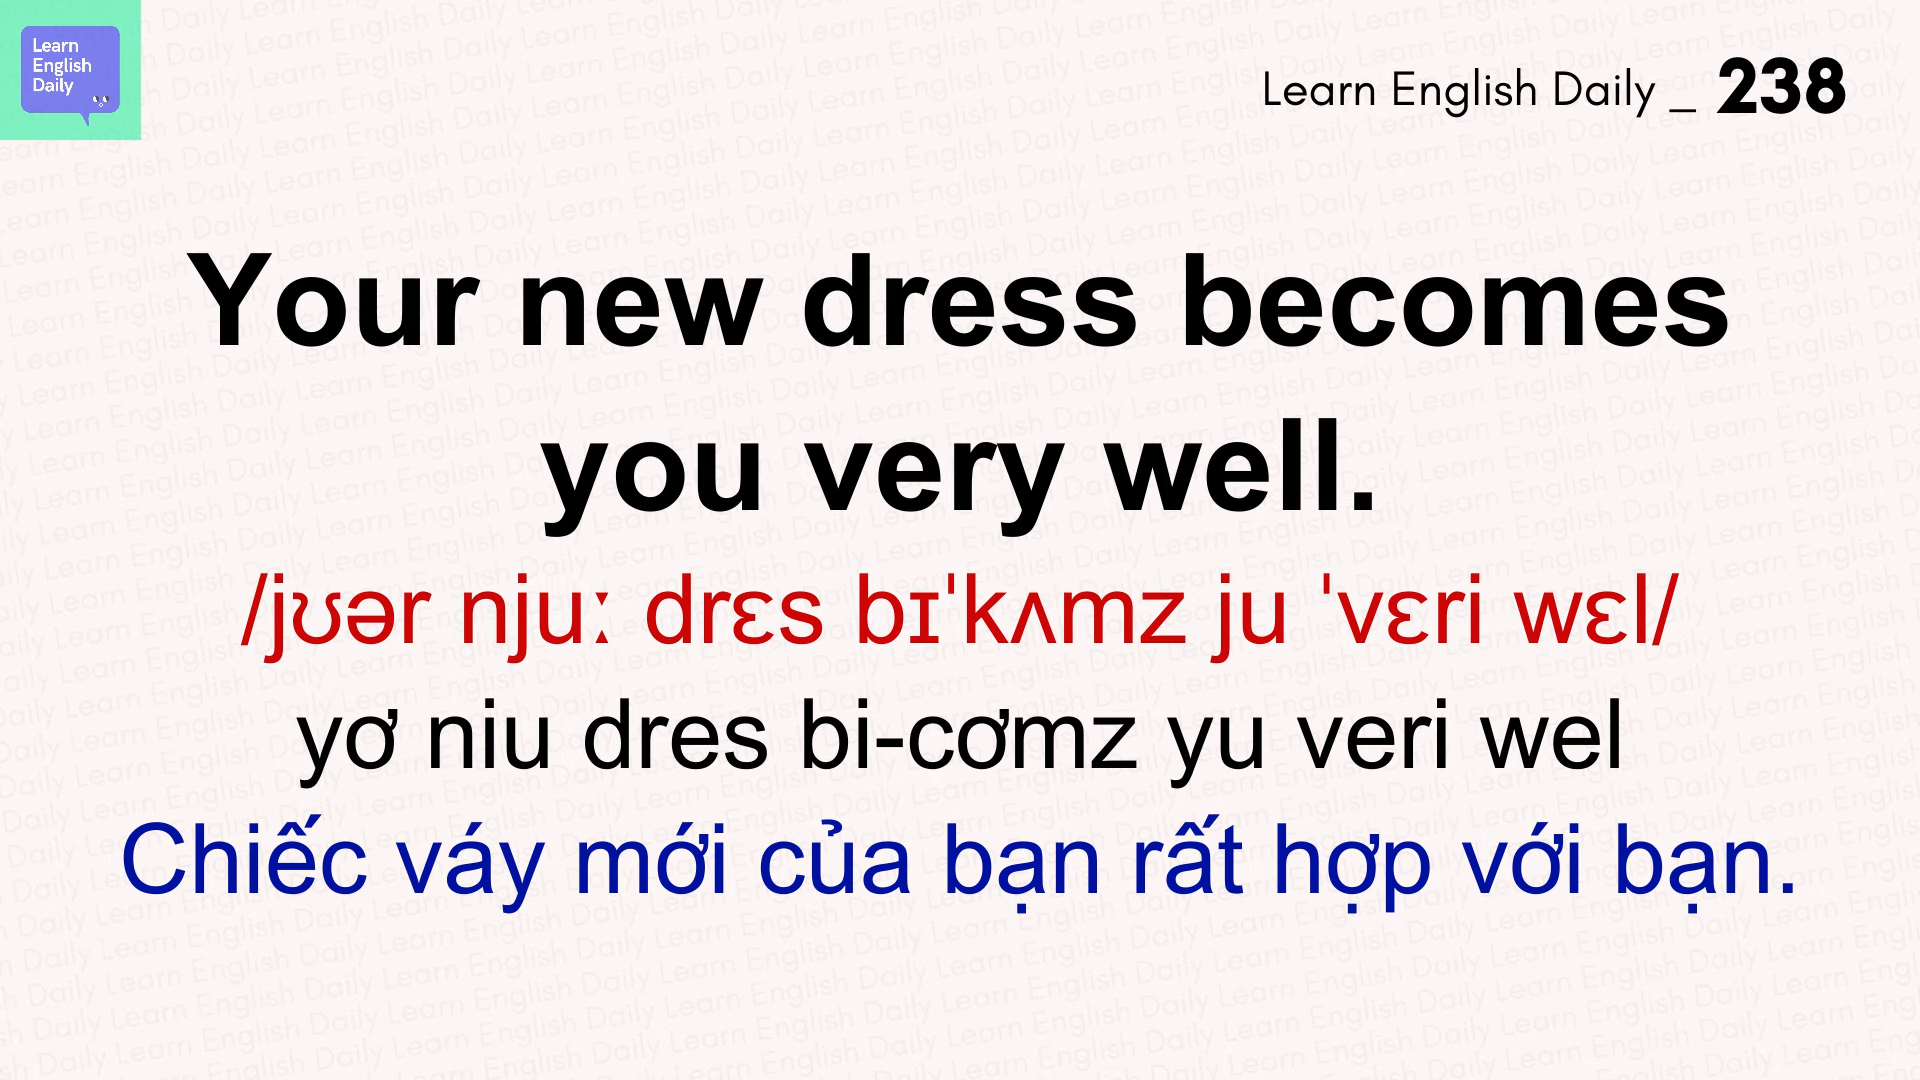 Learn
English
Daily
Learn English Daily _ 238
Your new dress becomes
you very well.
/jʊər njuː drɛs bɪˈkʌmz ju ˈvɛri wɛl/
yơ niu dres bi-cơmz yu veri wel
Chiếc váy mới của bạn rất hợp với bạn.